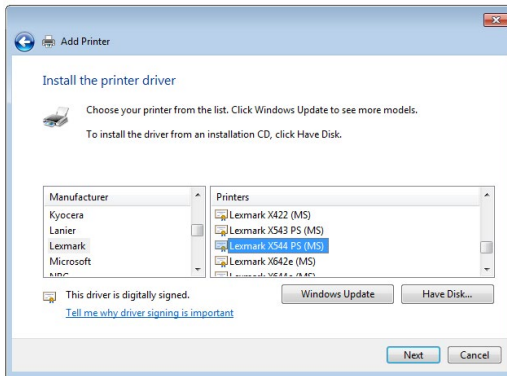 Add Printer
Install the printer driver
Choose your printer from the list. Click Windows Update to see more models.
To install the driver from an installation CD, click Have Disk.
Manufacturer
Kyocera
Lanier
Lexmark
Microsoft
Printers
Lexmark X422 (MS)
Lexmark X543 PS (MS)
Lexmark X544 PS (MS)
Lexmark X642e (MS)
This driver is digitally signed.
Tell me why driver signing is important
Windows Update
Have Disk...
Next
Cancel